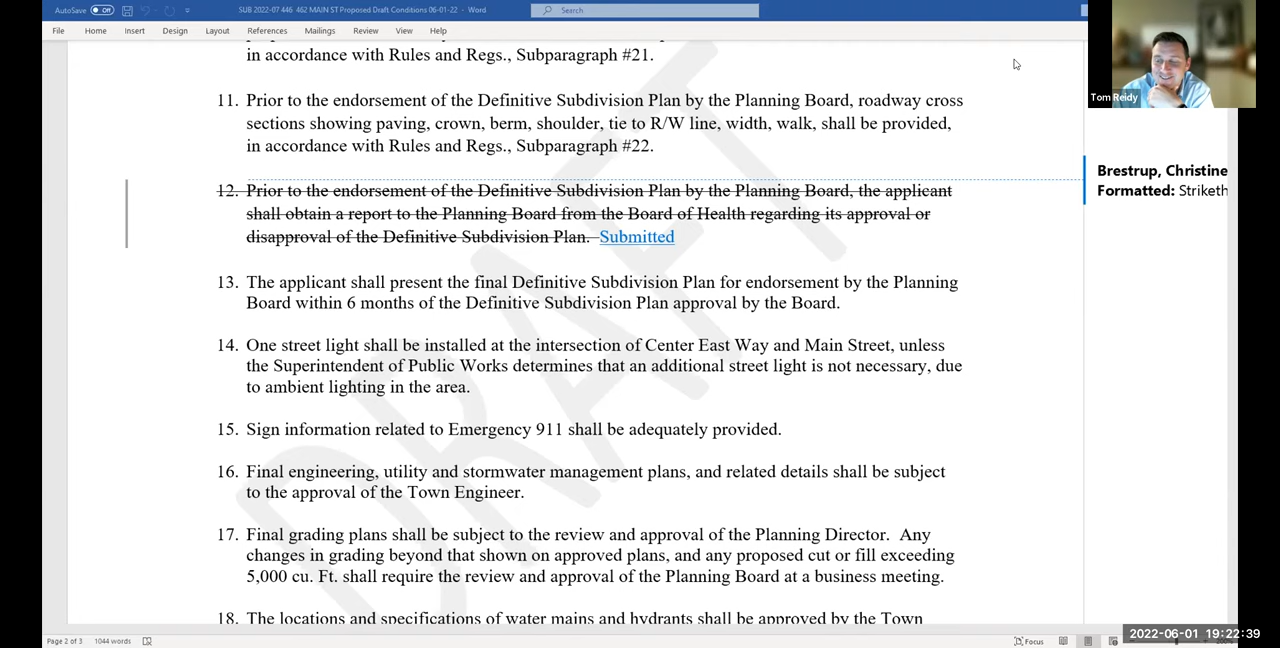 AutoSave Off SUB 2022-07 446 462 MAIN ST Proposed Draft Conditions 06-01-22 - Word Search
File Home Insert Design Layout References Mailings Review View Help
in accordance with Rules and Regs., Subparagraph #21.
11. Prior to the endorsement of the Definitive Subdivision Plan by the Planning Board, roadway cross
sections showing paving, crown, berm, shoulder, tie to R/W line, width, walk, shall be provided,
in accordance with Rules and Regs., Subparagraph #22.
12. Prior to the endorsement of the Definitive Subdivision Plan by the Planning Board, the applicant
shall obtain a report to the Planning Board from the Board of Health regarding its approval or
disapproval of the Definitive Subdivision Plan. Submitted
13. The applicant shall present the final Definitive Subdivision Plan for endorsement by the Planning
Board within 6 months of the Definitive Subdivision Plan approval by the Board.
14. One street light shall be installed at the intersection of Center East Way and Main Street, unless
the Superintendent of Public Works determines that an additional street light is not necessary, due
to ambient lighting in the area.
15. Sign information related to Emergency 911 shall be adequately provided.
16. Final engineering, utility and stormwater management plans, and related details shall be subject
to the approval of the Town Engineer.
17. Final grading plans shall be subject to the review and approval of the Planning Director. Any
changes in grading beyond that shown on approved plans, and any proposed cut or fill exceeding
5,000 cu. Ft. shall require the review and approval of the Planning Board at a business meeting.
18. The locations and specifications of water mains and hydrants shall be approved by the Town
DRAFT
Tom Reidy
Brestrup, Christine
Formatted: Striketh
Page 2 of 3 1044 words Focus
2022-06-01 19:22:39